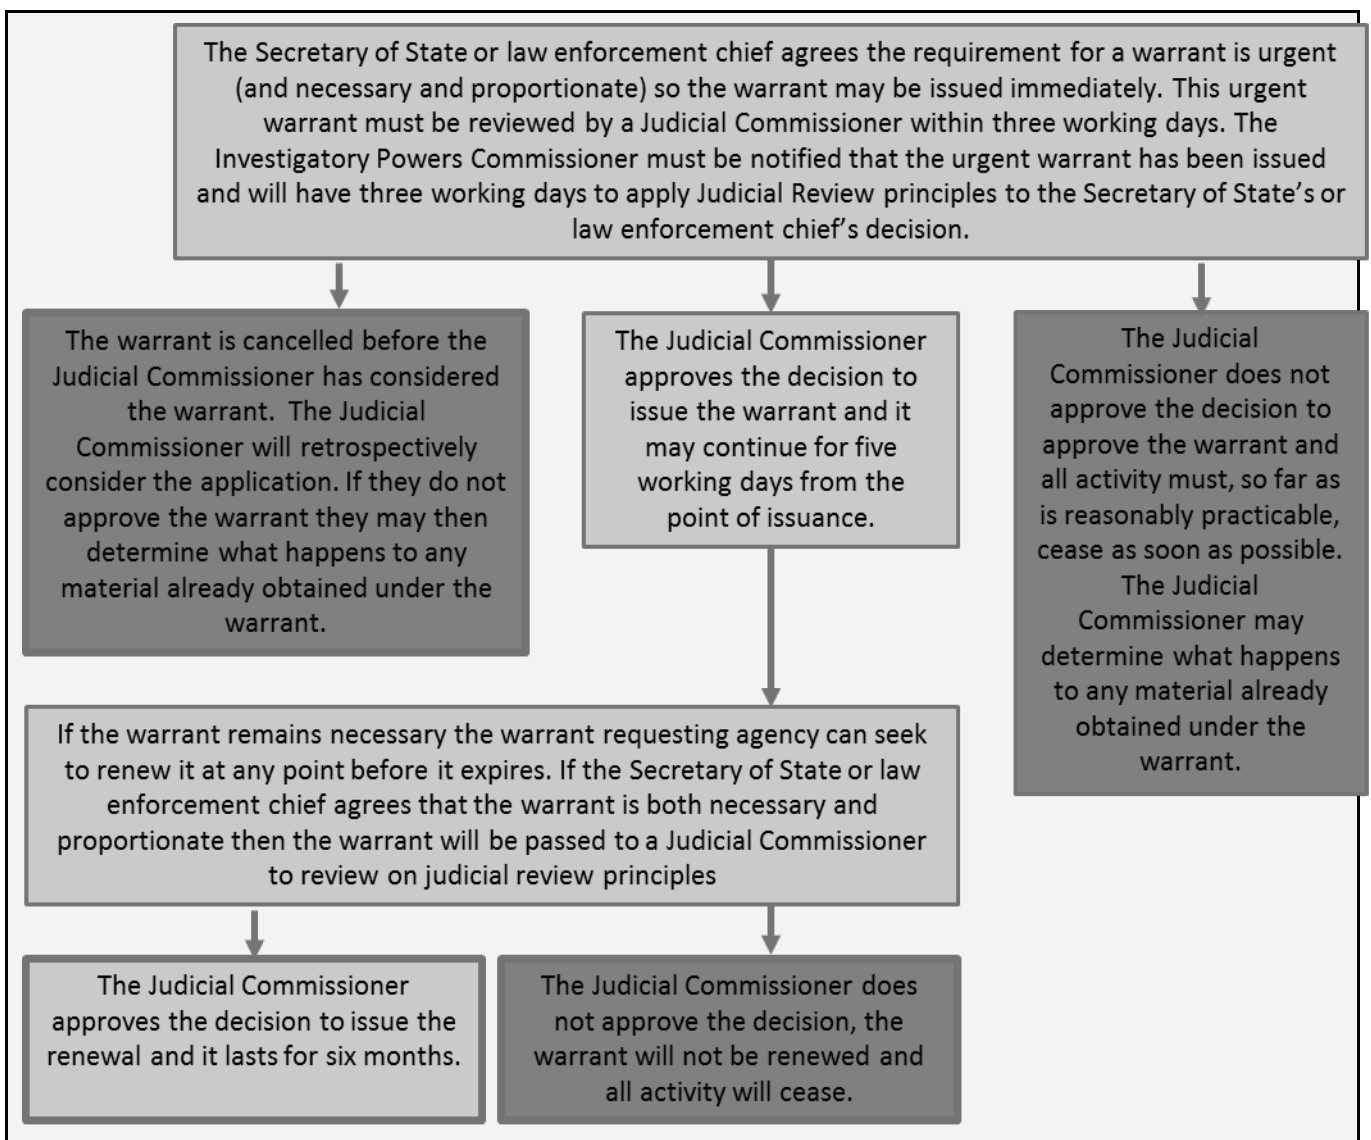 The Secretary of State or law enforcement chief agrees the requirement for a warrant is urgent
(and necessary and proportionate) so the warrant may be issued immediately. This urgent
warrant must be reviewed by a Judicial Commissioner within three working days. The
Investigatory Powers Commissioner must be notified that the urgent warrant has been issued
and will have three working days to apply Judicial Review principles to the Secretary of State’s or
law enforcement chief’s decision.
The warrant is cancelled before the
Judicial Commissioner has considered
the warrant. The Judicial
Commissioner will retrospectively
consider the application. If they do not
approve the warrant they may then
determine what happens to any
material already obtained under the
warrant.
The Judicial Commissioner
approves the decision to
issue the warrant and it
may continue for five
working days from the
point of issuance.
The Judicial
Commissioner does not
approve the decision to
approve the warrant and
all activity must, so far as
is reasonably practicable,
cease as soon as possible.
The Judicial
Commissioner may
determine what happens
to any material already
obtained under the
warrant.
If the warrant remains necessary the warrant requesting agency can seek
to renew it at any point before it expires. If the Secretary of State or law
enforcement chief agrees that the warrant is both necessary and
proportionate then the warrant will be passed to a Judicial Commissioner
to review on judicial review principles
The Judicial Commissioner
approves the decision to issue the
renewal and it lasts for six months.
The Judicial Commissioner does
not approve the decision, the
warrant will not be renewed and
all activity will cease.